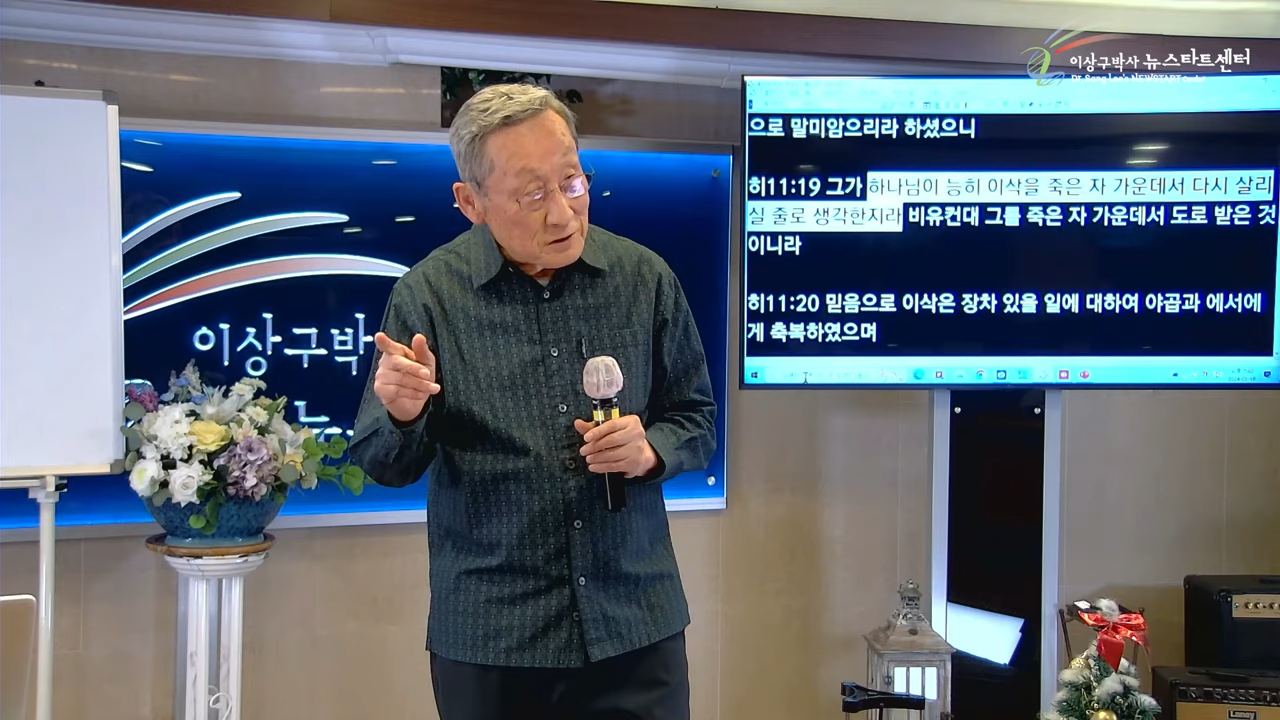 이상구박사 뉴스타트센터
Dr. Sang Lee's NEWSTART Center
으로 말미암으리라 하셨으니
히11:19 그가 하나님이 능히 이삭을 죽은 자 가운데서 다시 살리
실 줄로 생각한지라 비유컨대 그를 죽은 자 가운데서 도로 받은 것
이니라
히11:20 믿음으로 이삭은 장차 있을 일에 대하여 야곱과 에서에
게 축복하였으며
이상구박
Laney